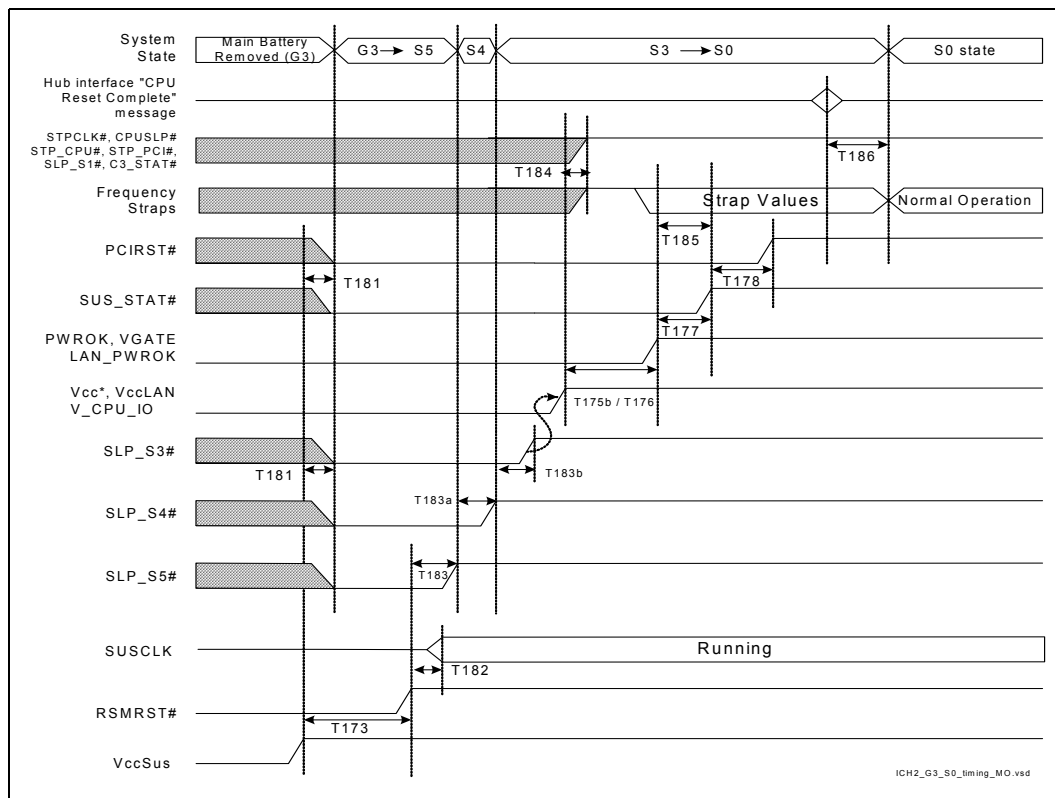 System
State
Main Battery
Removed (G3)
G3 → S5
S4
S3 → S0
S0 state
Hub interface "CPU
Reset Complete"
message
T186
STPCLK#, CPUSLP#
STP_CPU#, STP_PCI#,
SLP_S1#, C3_STAT#
T184
Frequency
Straps
Strap Values
Normal Operation
T185
PCIRST#
T181
T178
SUS_STAT#
T177
PWROK, VGATE
LAN_PWROK
T175b / T176
Vcc*, VccLAN
V_CPU_IO
SLP_S3#
T181
T183b
T183a
SLP_S4#
SLP_S5#
T183
SUSCLK
Running
T182
RSMRST#
T173
VccSus
ICH2_G3_S0_timing_MO.vsd